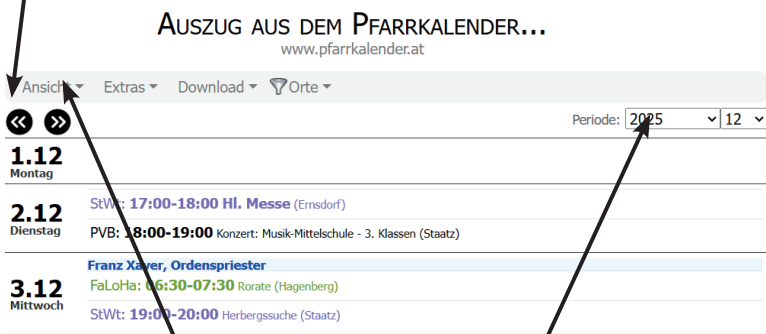 Auszug aus dem Pfarrkalender...
www.pfarrkalender.at
Ansicht Extras Download Orte
Periode: 2025 12
1.12
Montag
2.12
Dienstag
StWt: 17:00-18:00 Hl. Messe (Ernsdorf)
PVB: 18:00-19:00 Konzert: Musik-Mittelschule - 3. Klassen (Staatz)
3.12
Mittwoch
Franz Xaver, Ordenspriester
FaLoHa: 06:30-07:30 Rorate (Hagenberg)
StWt: 19:00-20:00 Herbergssuche (Staatz)